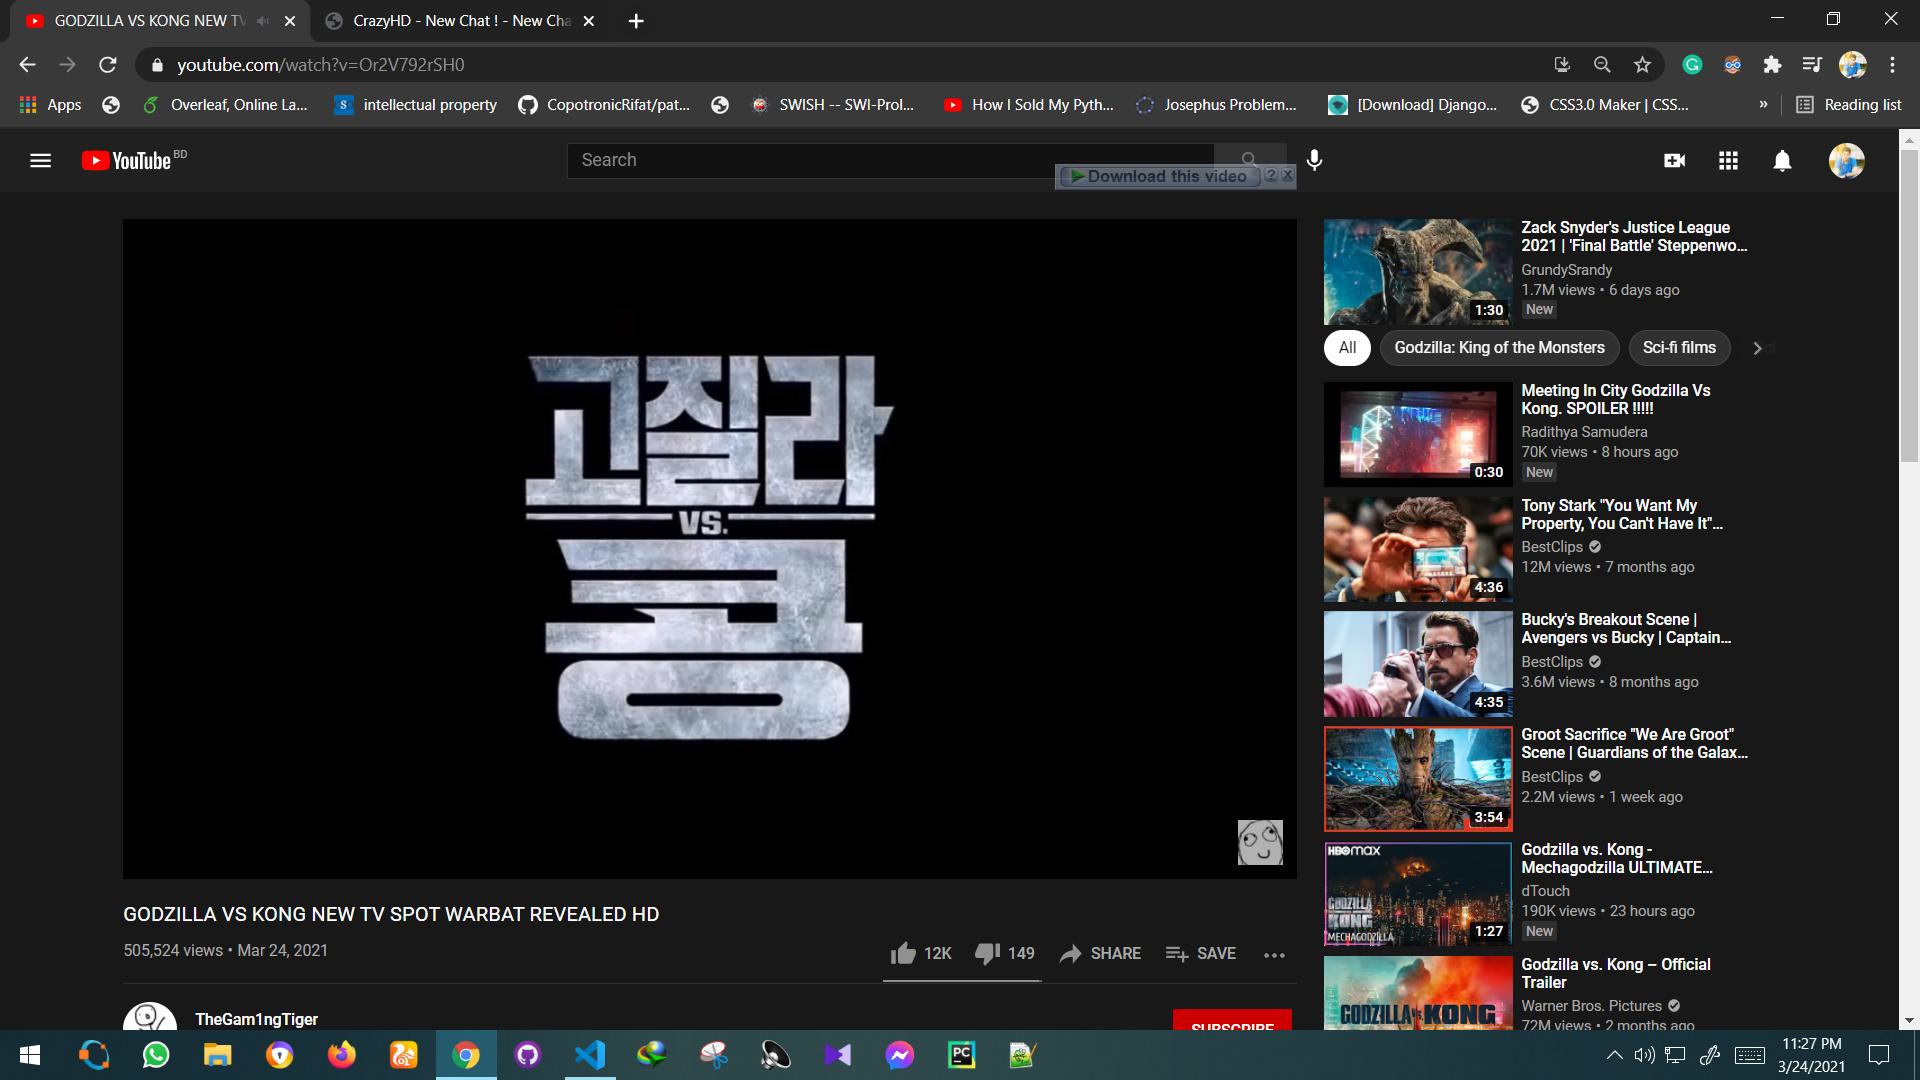 GODZILLA VS KONG NEW TV
CrazyHD - New Chat ! - New Cha
youtube.com/watch?v=Or2V792rSH0
Apps
Overleaf, Online La...
intellectual property
CopotronicRifat/pat...
SWISH -- SWI-Prol...
How I Sold My Pyth...
Josephus Problem...
[Download] Django...
CSS3.0 Maker | CSS...
»
Reading list
YouTube BD
Search
Download this video ? X
고질라
VS.
콩
GODZILLA VS KONG NEW TV SPOT WARBAT REVEALED HD
505,524 views • Mar 24, 2021
12K
149
SHARE
SAVE
TheGam1ngTiger
SUBSCRIBE
Zack Snyder's Justice League
2021 | 'Final Battle' Steppenwo...
GrundySrandy
1.7M views • 6 days ago
New
1:30
All
Godzilla: King of the Monsters
Sci-fi films
Meeting In City Godzilla Vs
Kong. SPOILER !!!!!
Radithya Samudera
70K views • 8 hours ago
New
0:30
Tony Stark "You Want My
Property, You Can't Have It"...
BestClips
12M views • 7 months ago
4:36
Bucky's Breakout Scene |
Avengers vs Bucky | Captain...
BestClips
3.6M views • 8 months ago
4:35
Groot Sacrifice "We Are Groot"
Scene | Guardians of the Galax...
BestClips
2.2M views • 1 week ago
3:54
HBOMAX
GODZILLA
KONG
MECHAGODZILLA
1:27
Godzilla vs. Kong -
Mechagodzilla ULTIMATE...
dTouch
190K views • 23 hours ago
New
GODZILLA VS. KONG
Godzilla vs. Kong – Official
Trailer
Warner Bros. Pictures
72M views • 2 months ago
PC
11:27 PM
3/24/2021